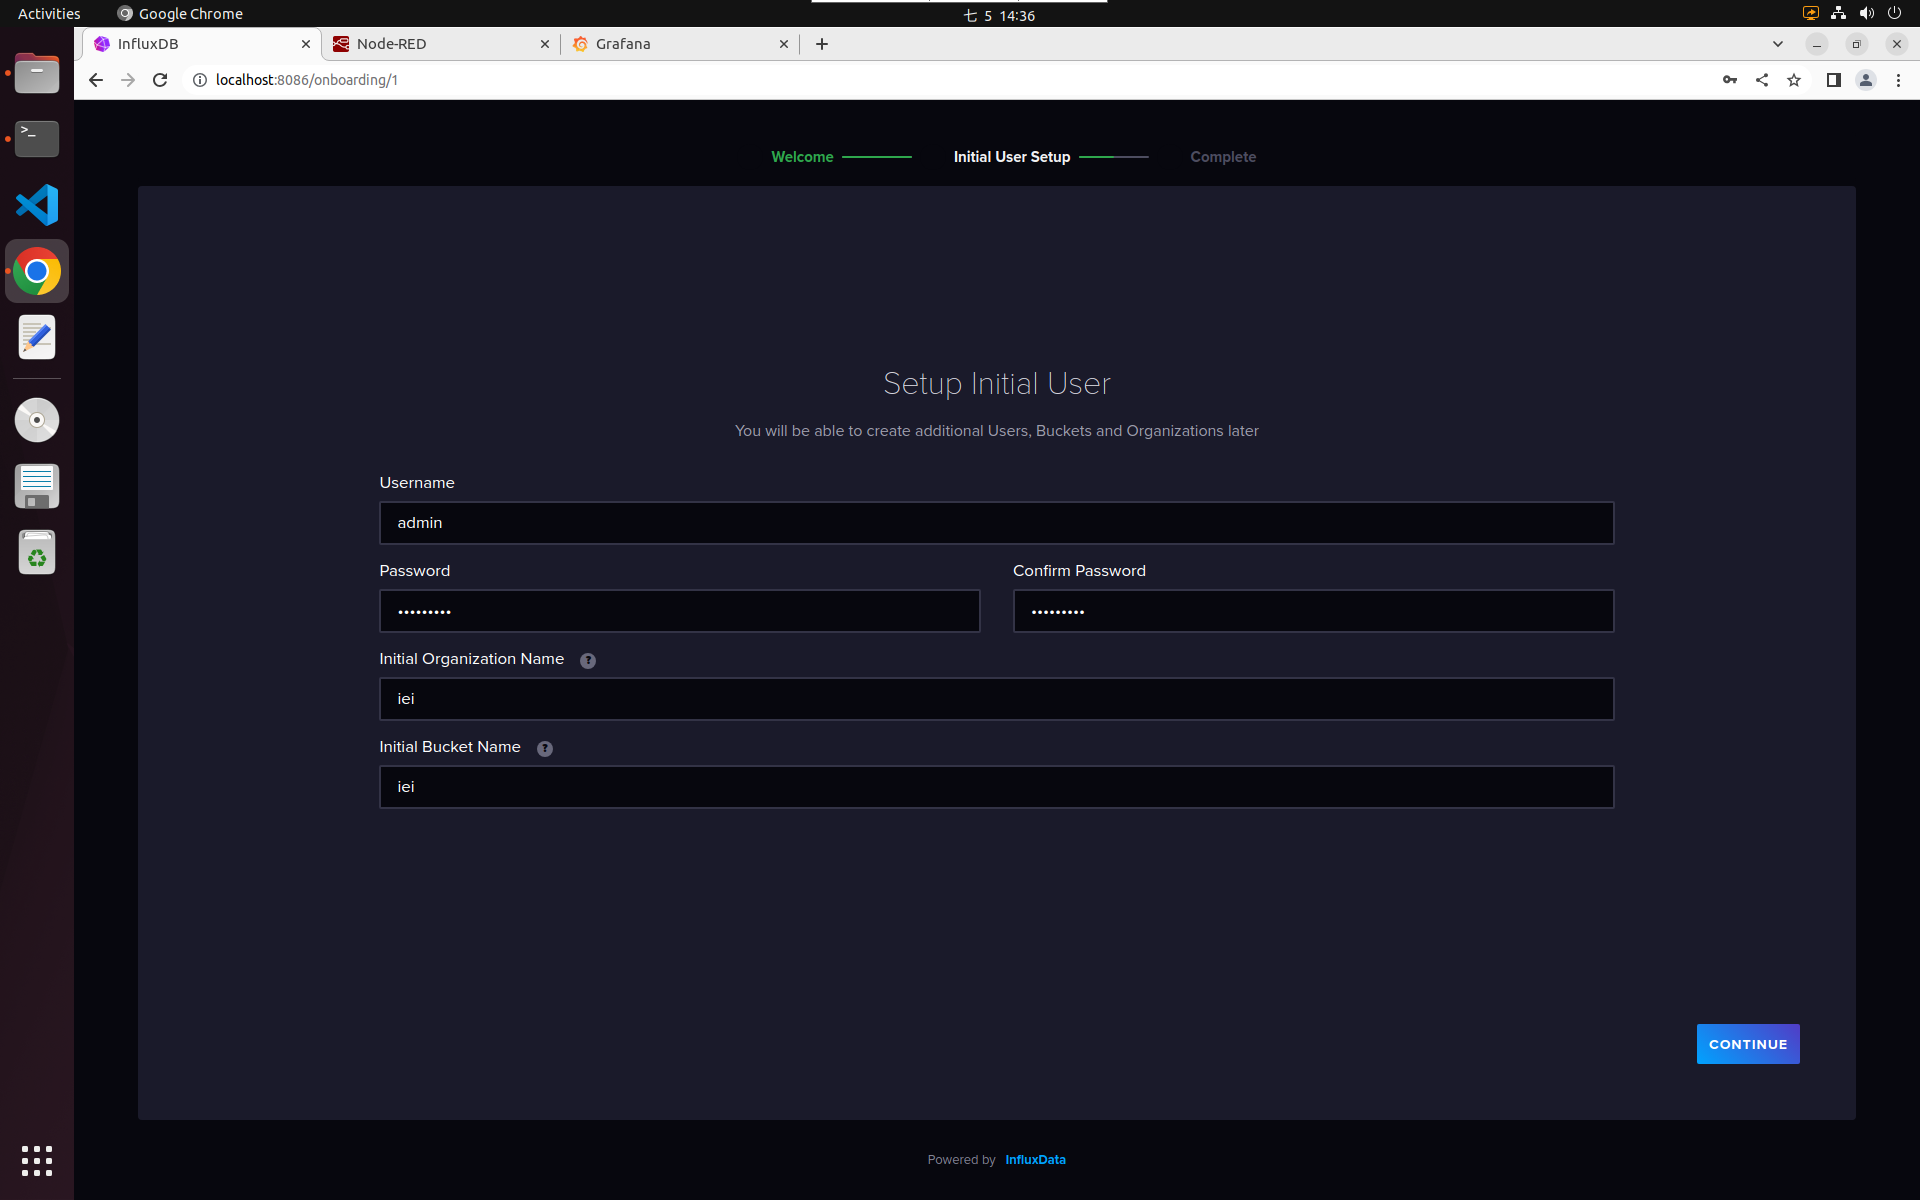 Activities
Google Chrome
七 5 14:36
InfluxDB
Node-RED
Grafana
localhost:8086/onboarding/1
Welcome
Initial User Setup
Complete
Setup Initial User
You will be able to create additional Users, Buckets and Organizations later
Username
admin
Password
Confirm Password
•••••••••
•••••••••
Initial Organization Name ?
iei
Initial Bucket Name ?
iei
CONTINUE
Powered by InfluxData